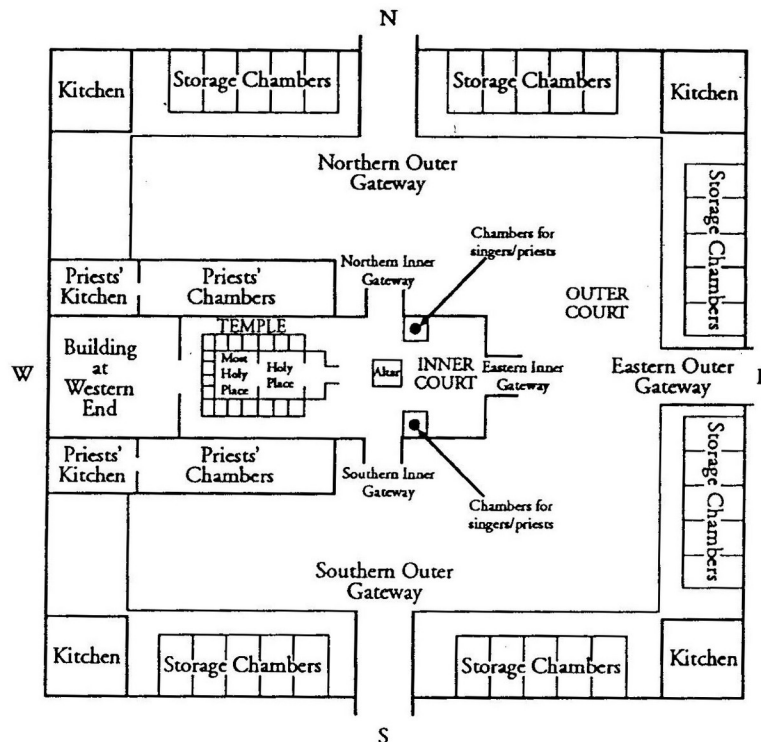 N
Kitchen
Storage Chambers
Storage Chambers
Kitchen
Storage Chambers
Northern Outer
Gateway
Chambers for
singers/priests
Northern Inner
Gateway
Priests'
Kitchen
Priests'
Chambers
OUTER
COURT
TEMPLE
W
Building
at
Western
End
Most
Holy
Place
Holy
Place
Altar
INNER
COURT
Eastern Inner
Gateway
Eastern Outer
Gateway
Priests'
Kitchen
Priests'
Chambers
Southern Inner
Gateway
Chambers for
singers/priests
Storage Chambers
Southern Outer
Gateway
Kitchen
Storage Chambers
Storage Chambers
Kitchen
S